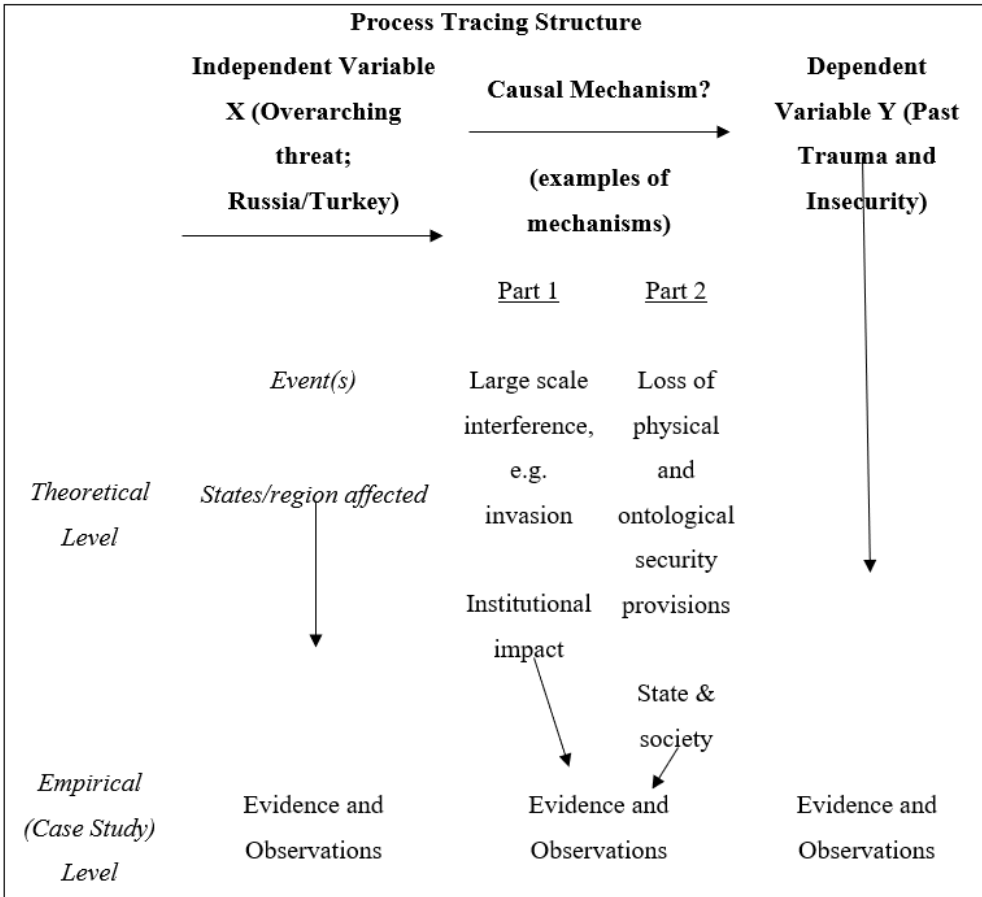 Process Tracing Structure
Independent Variable
X (Overarching
threat;
Russia/Turkey)
Causal Mechanism?
(examples of
mechanisms)
Dependent
Variable Y (Past
Trauma and
Insecurity)
Part 1
Part 2
Theoretical
Level
Event(s)
States/region affected
Large scale
interference,
e.g.
invasion
Institutional
impact
Loss of
physical
and
ontological
security
provisions
State &
society
Empirical
(Case Study)
Level
Evidence and
Observations
Evidence and
Observations
Evidence and
Observations